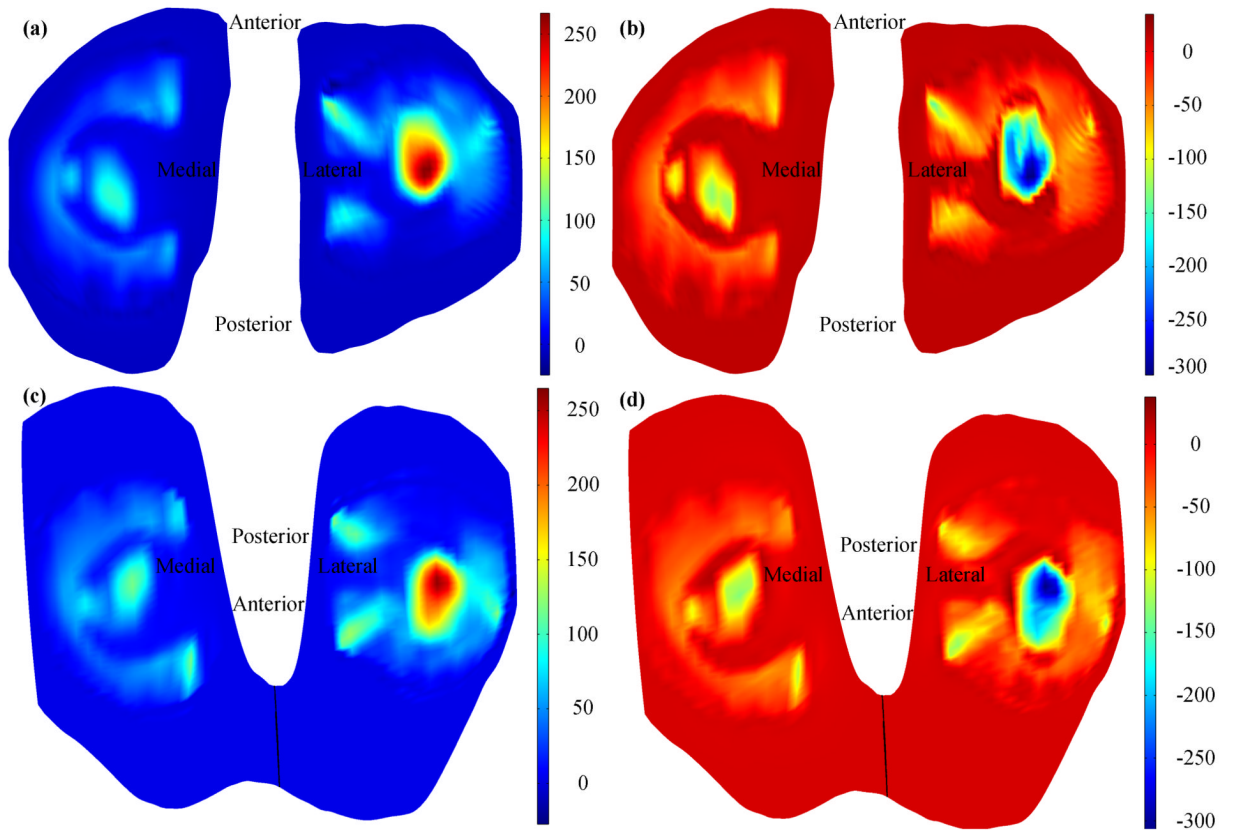 (a)
Anterior
Medial
Lateral
Posterior
250
200
150
100
50
0
(b)
Anterior
Medial
Lateral
Posterior
0
-50
-100
-150
-200
-250
-300
(c)
Posterior
Medial
Lateral
Anterior
250
200
150
100
50
0
(d)
Posterior
Medial
Lateral
Anterior
0
-50
-100
-150
-200
-250
-300